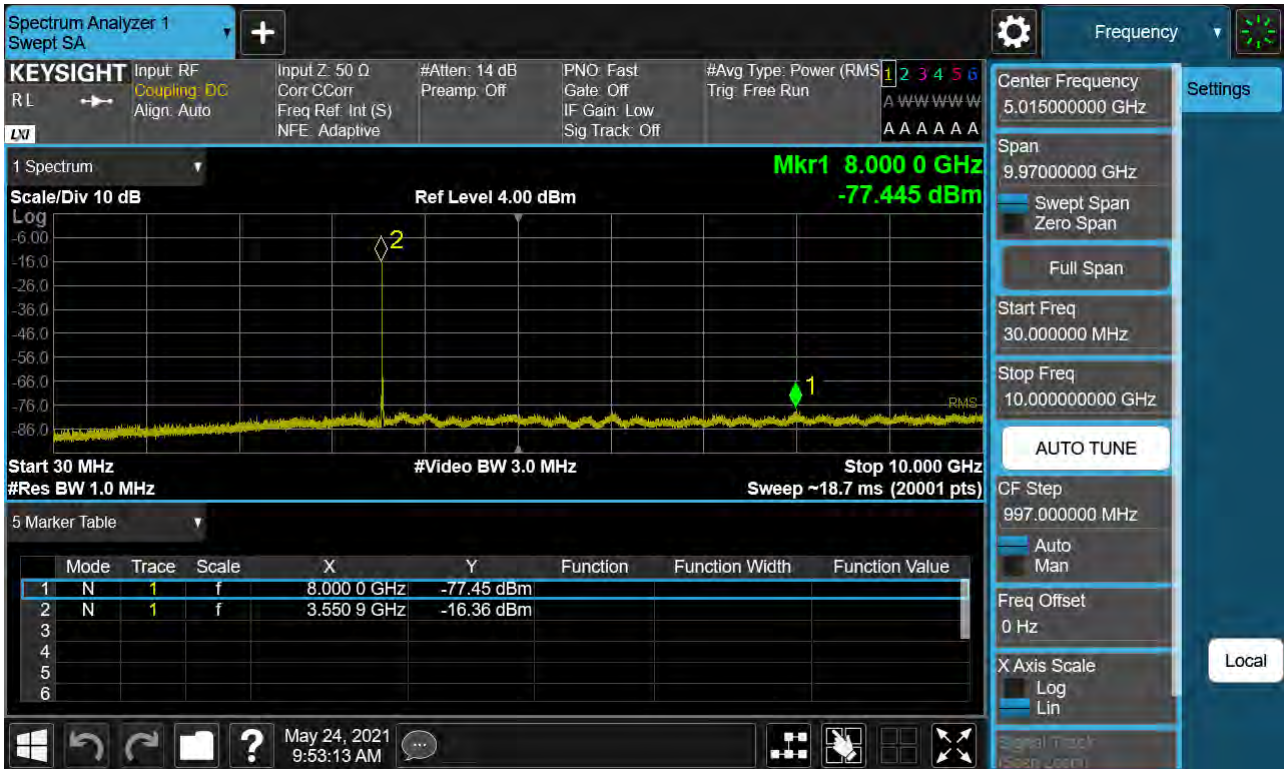 Spectrum Analyzer 1
Swept SA
+
Frequency
KEYSIGHT
RL
LXI
Input: RF
Coupling: DC
Align: Auto
Input Z: 50 Ω
Corr CCorr
Freq Ref: Int (S)
NFE: Adaptive
#Atten: 14 dB
Preamp: Off
PNO: Fast
Gate: Off
IF Gain: Low
Sig Track: Off
#Avg Type: Power (RMS
Trig: Free Run
1 2 3 4 5 6
A W W W W W
A A A A A A
1 Spectrum
Scale/Div 10 dB
Ref Level 4.00 dBm
Mkr1 8.000 0 GHz
-77.445 dBm
Log
-6.00
-16.0
-26.0
-36.0
-46.0
-56.0
-66.0
-76.0
-86.0
2
1
RMS
Start 30 MHz
#Video BW 3.0 MHz
Stop 10.000 GHz
#Res BW 1.0 MHz
Sweep ~18.7 ms (20001 pts)
5 Marker Table
Mode Trace Scale X Y Function Function Width Function Value
1 N 1 f 8.000 0 GHz -77.45 dBm
2 N 1 f 3.550 9 GHz -16.36 dBm
3
4
5
6
Center Frequency
5.015000000 GHz
Span
9.97000000 GHz
Swept Span
Zero Span
Full Span
Start Freq
30.000000 MHz
Stop Freq
10.000000000 GHz
AUTO TUNE
CF Step
997.000000 MHz
Auto
Man
Freq Offset
0 Hz
X Axis Scale
Log
Lin
Signal Track
(Span Zoom)
Settings
Local
?
May 24, 2021
9:53:13 AM